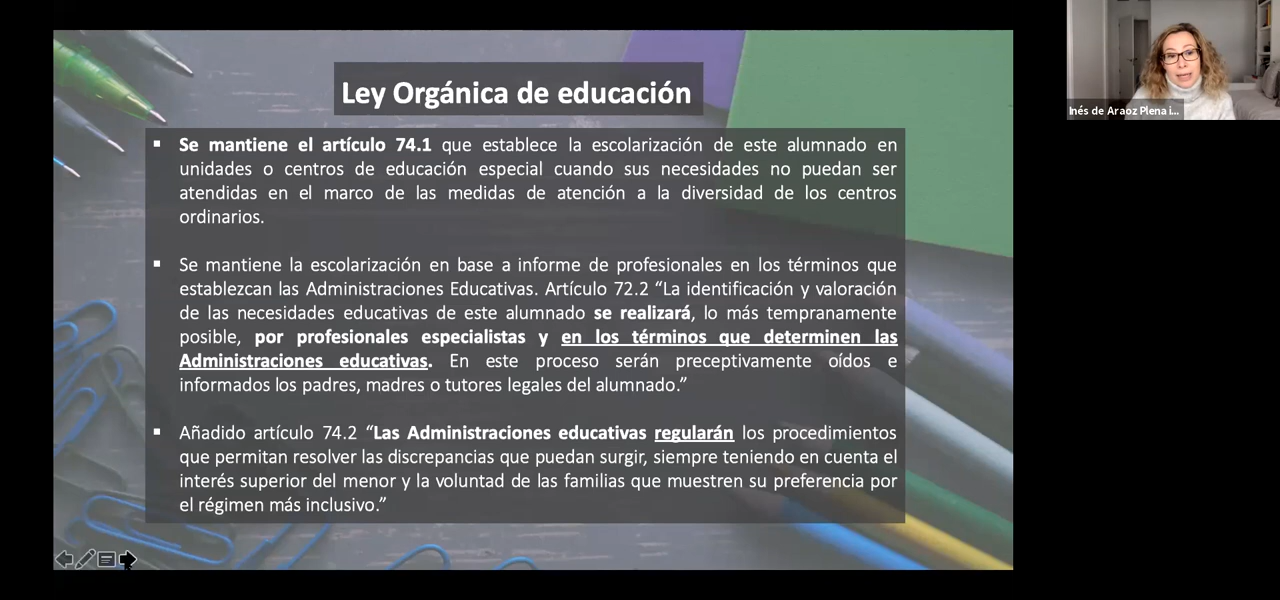 Ley Orgánica de educación
▪ Se mantiene el artículo 74.1 que establece la escolarización de este alumnado en
unidades o centros de educación especial cuando sus necesidades no puedan ser
atendidas en el marco de las medidas de atención a la diversidad de los centros
ordinarios.
▪ Se mantiene la escolarización en base a informe de profesionales en los términos que
establezcan las Administraciones Educativas. Artículo 72.2 “La identificación y valoración
de las necesidades educativas de este alumnado se realizará, lo más tempranamente
posible, por profesionales especialistas y en los términos que determinen las
Administraciones educativas. En este proceso serán preceptivamente oídos e
informados los padres, madres o tutores legales del alumnado.”
▪ Añadido artículo 74.2 “Las Administraciones educativas regularán los procedimientos
que permitan resolver las discrepancias que puedan surgir, siempre teniendo en cuenta el
interés superior del menor y la voluntad de las familias que muestren su preferencia por
el régimen más inclusivo.”
Inés de Araoz Plena i...